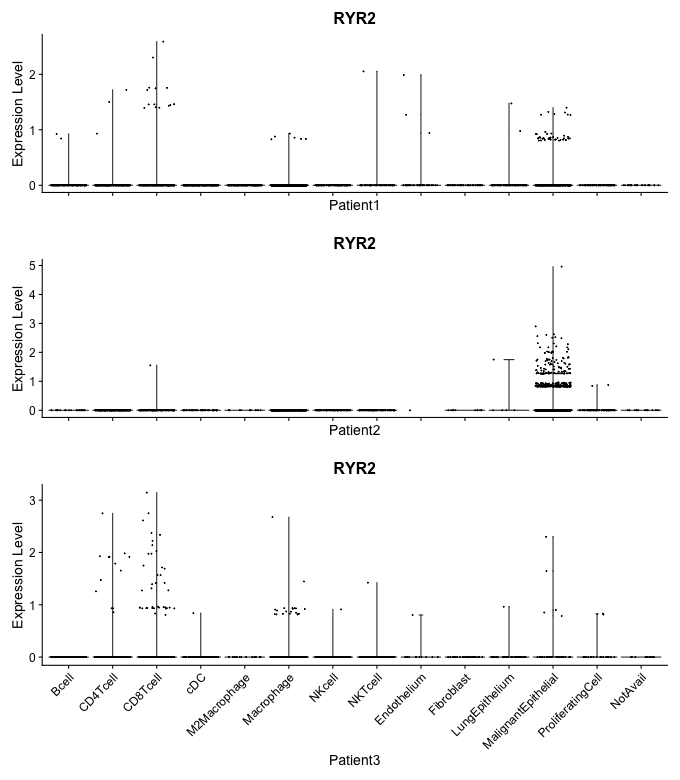 RYR2
Expression Level
2
1
0
Patient1
RYR2
Expression Level
5
4
3
2
1
0
Patient2
RYR2
Expression Level
3
2
1
0
Bcell
CD4Tcell
CD8Tcell
cDC
M2Macrophage
Macrophage
NKcell
NKTcell
Endothelium
Fibroblast
LungEpithelium
MalignantEpithelial
ProliferatingCell
NotAvail
Patient3